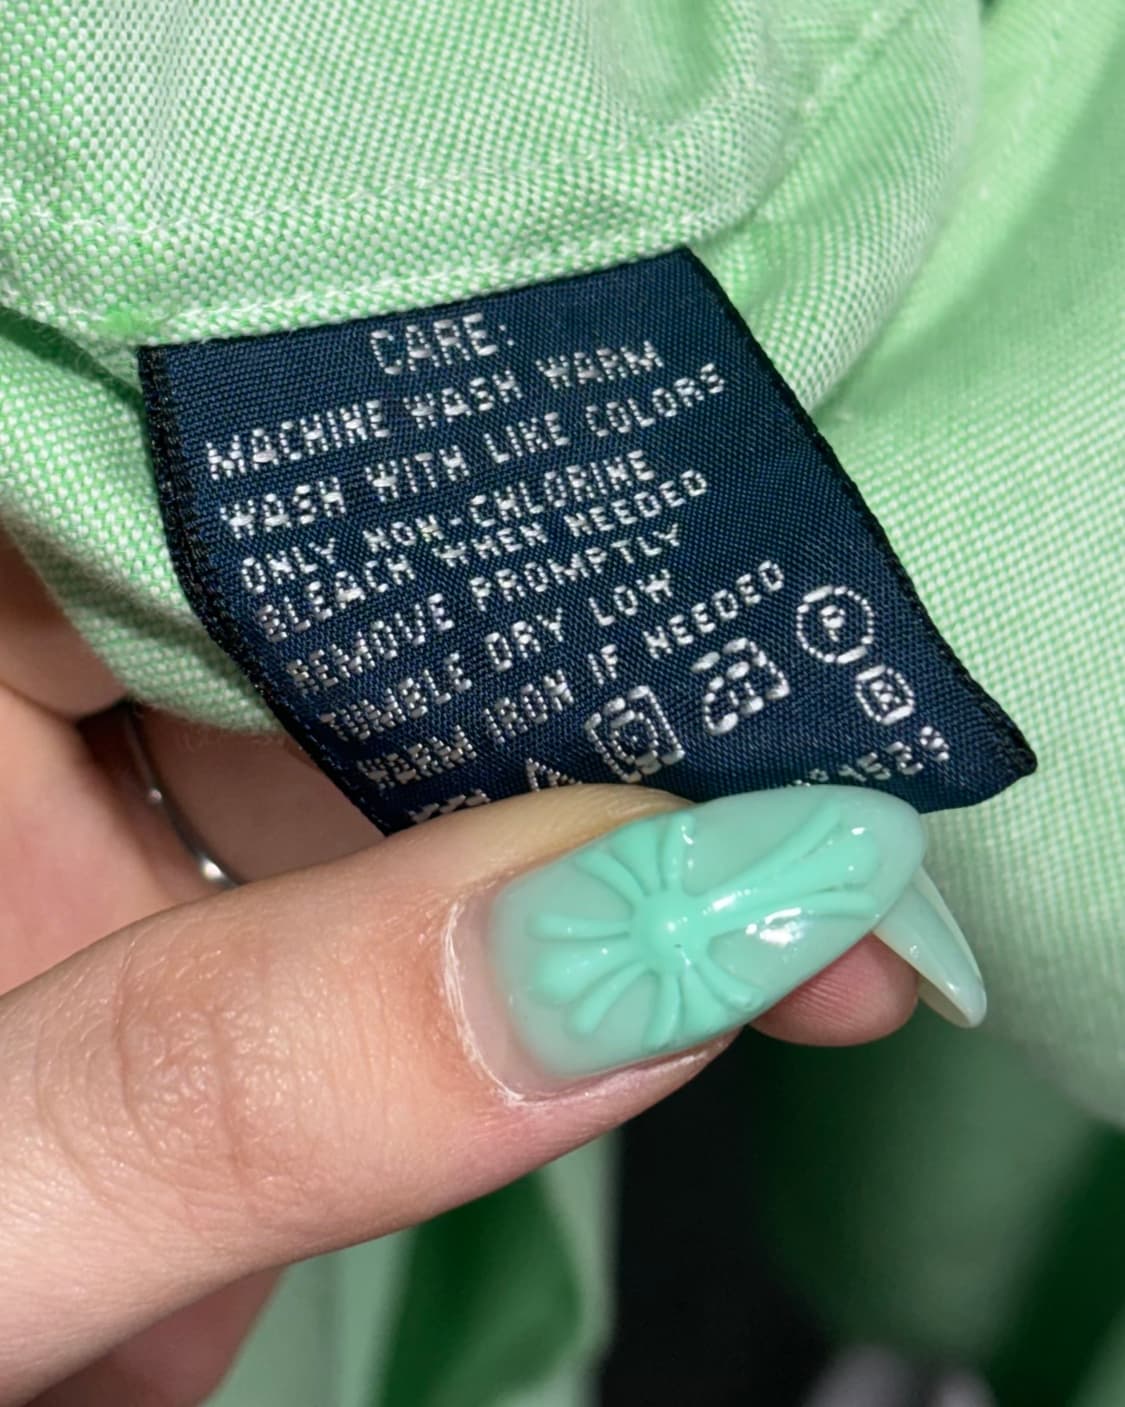 CARE:
MACHINE WASH WARM
WASH WITH LIKE COLORS
ONLY NON-CHLORINE
BLEACH WHEN NEEDED
REMOVE PROMPTLY
TUMBLE DRY LOW
WARM IRON IF NEEDED
P